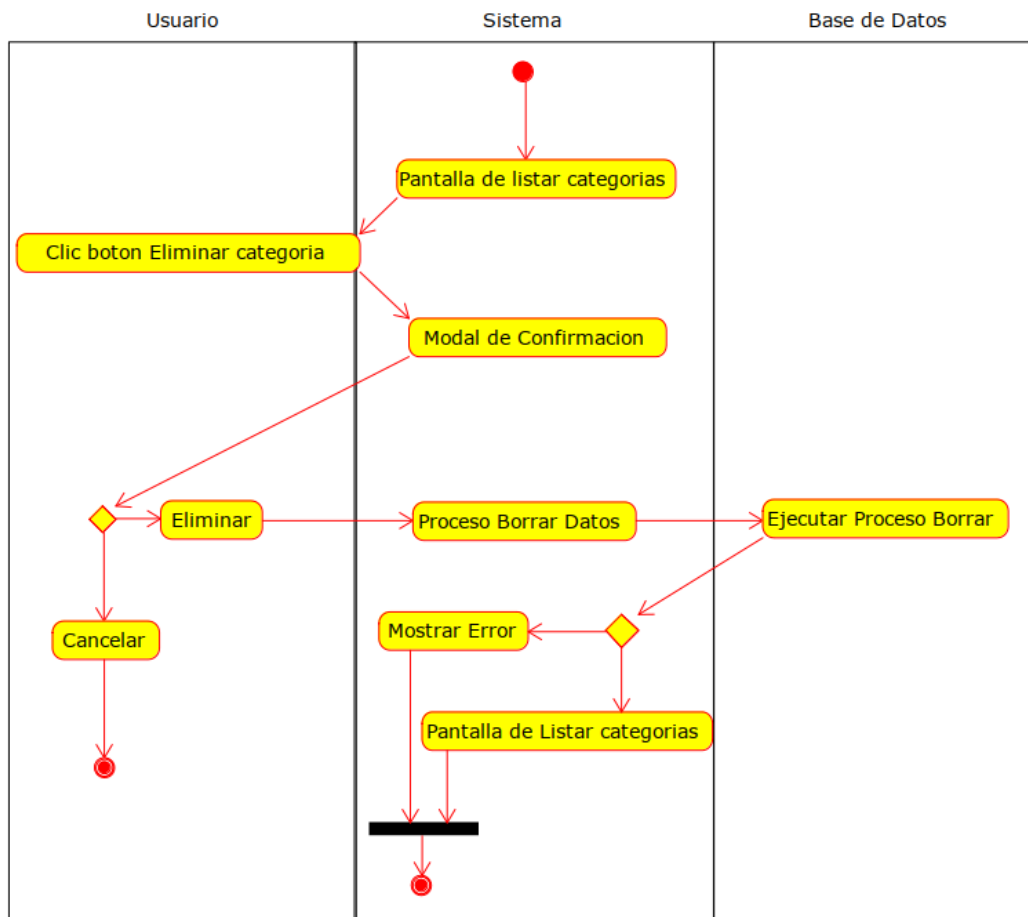 Usuario
Sistema
Base de Datos
Pantalla de listar categorias
Clic boton Eliminar categoria
Modal de Confirmacion
Eliminar
Proceso Borrar Datos
Ejecutar Proceso Borrar
Cancelar
Mostrar Error
Pantalla de Listar categorias